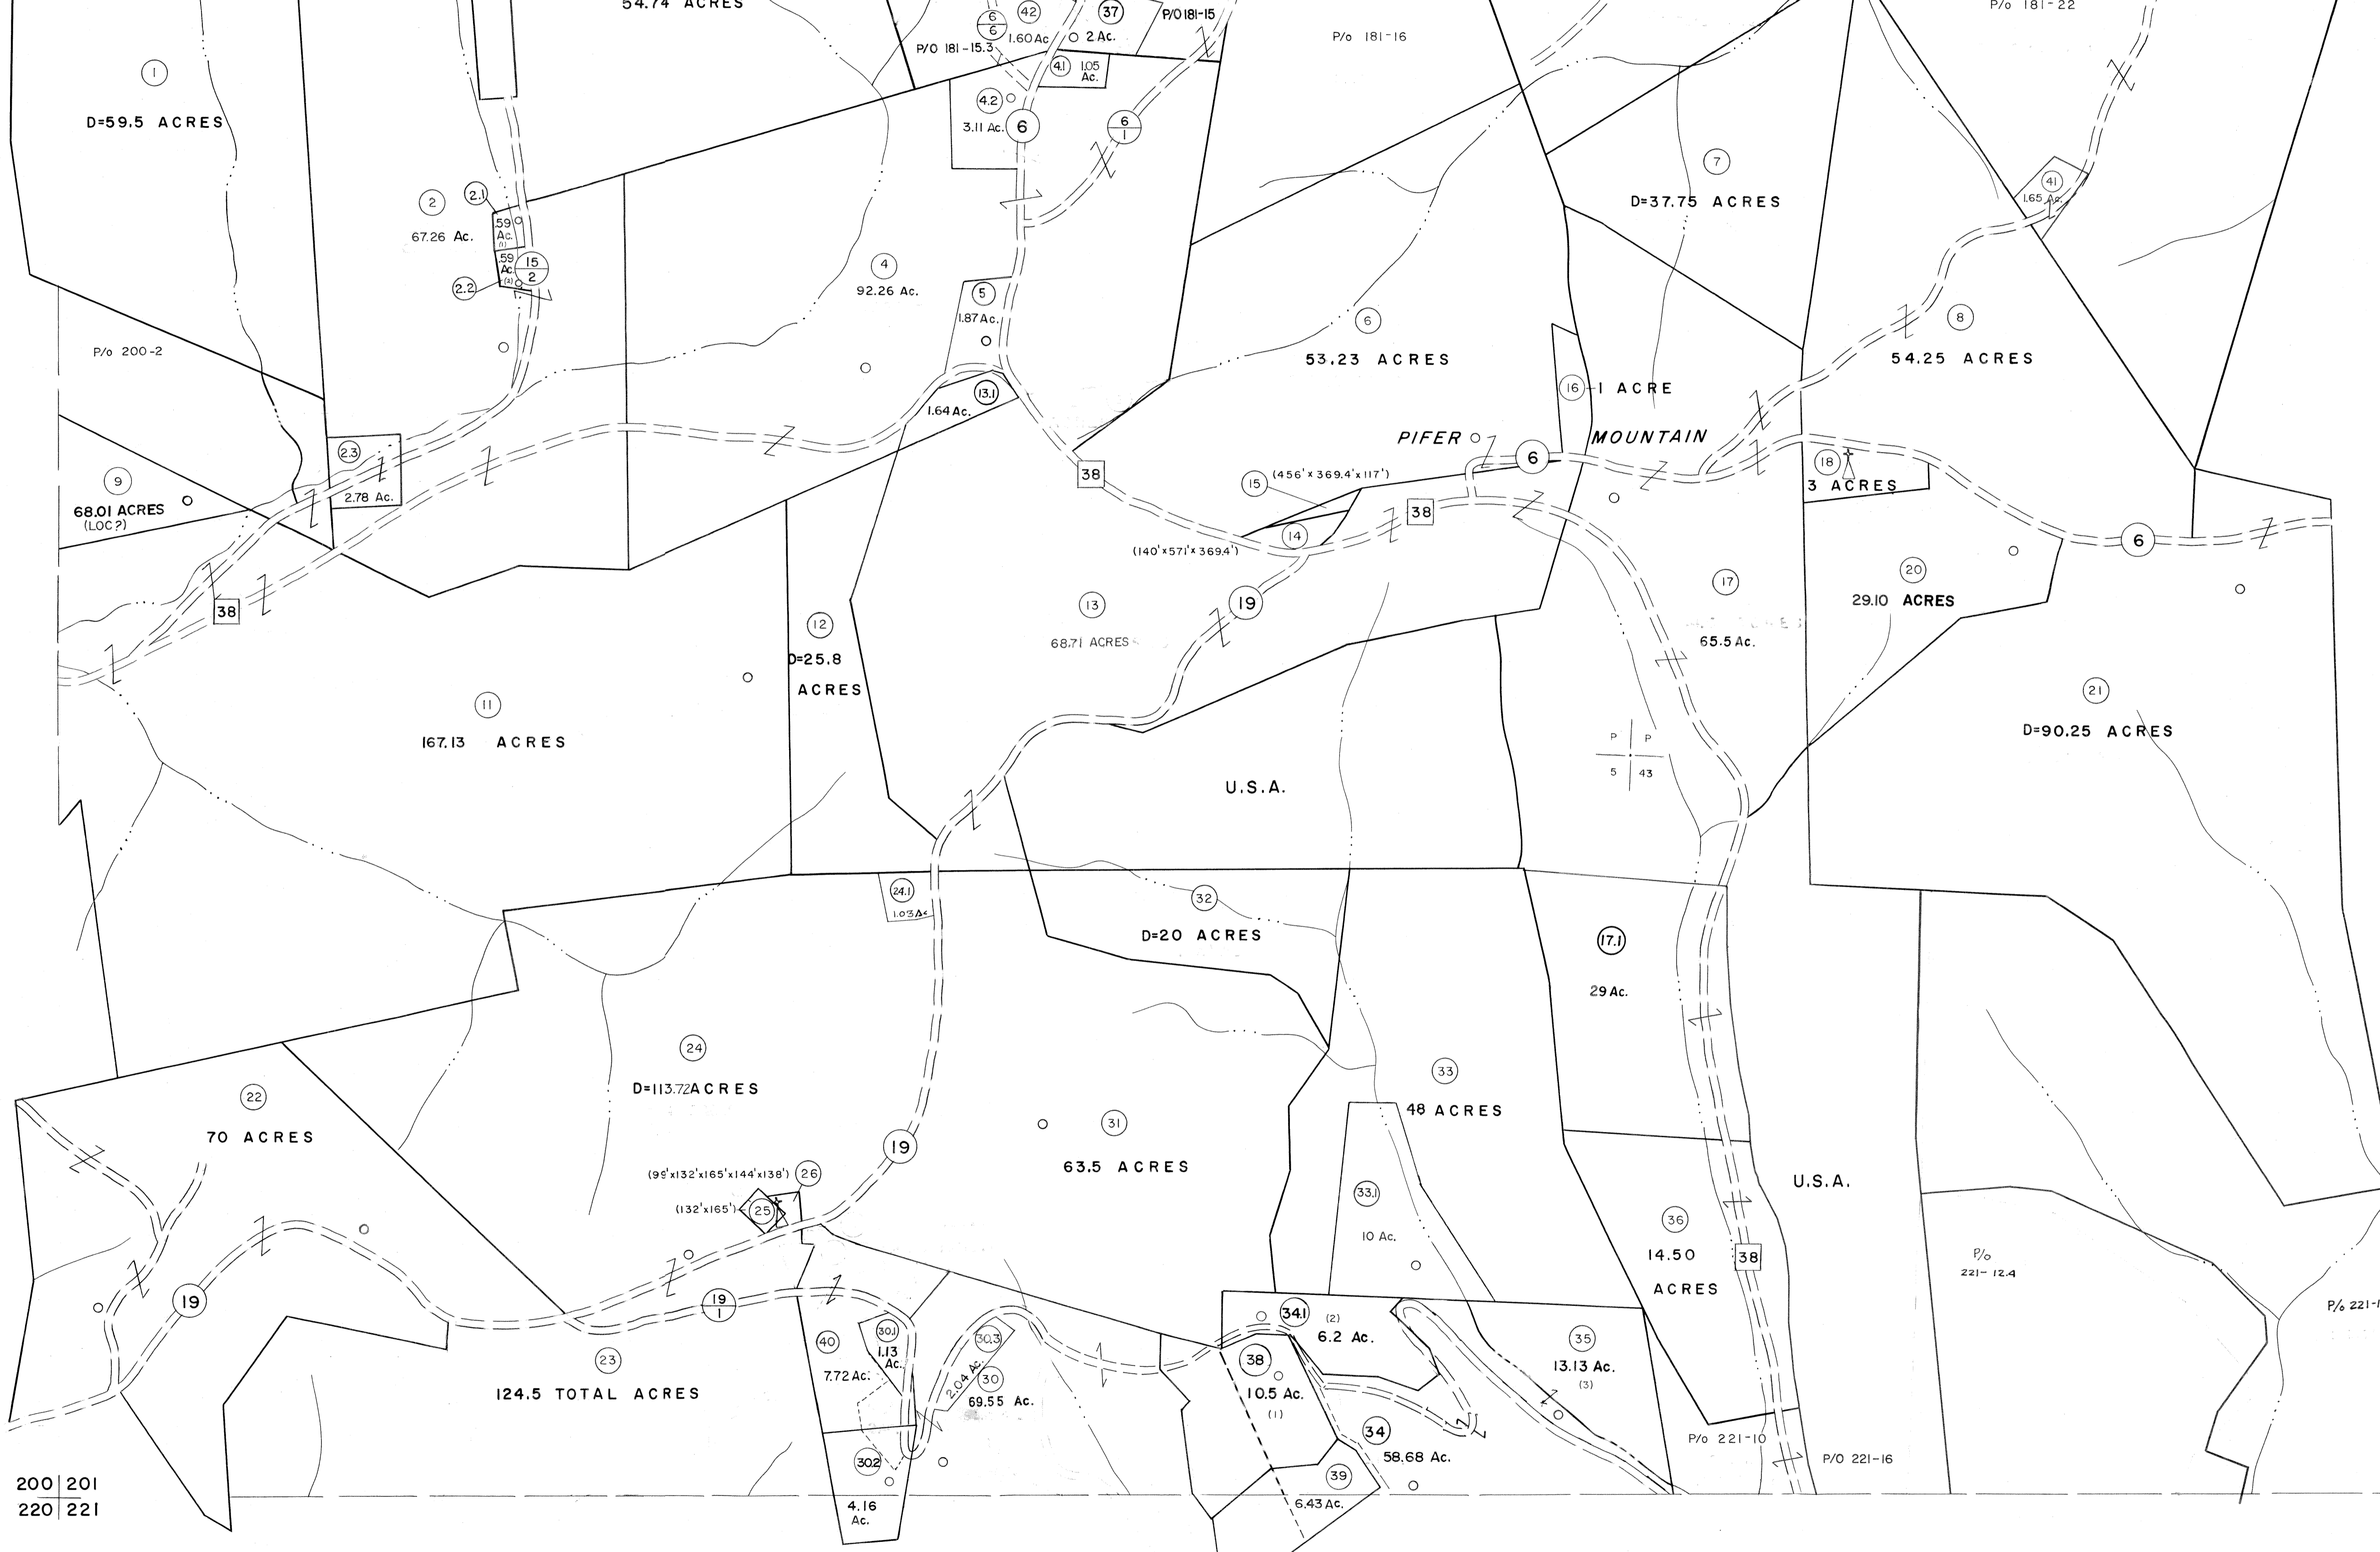 54.74 ACRES
6
6
42
1.60 Ac
37
2 Ac.
P/O 181-15
P/O 181-15.3
P/o 181-16
P/o 181-22
1
D=59.5 ACRES
4.1
1.05
Ac.
4.2
3.11 Ac.
6
6
1
7
D=37.75 ACRES
41
1.65 Ac.
2
67.26 Ac.
2.1
.59
Ac.
(1)
.59
Ac.
(2)
2.2
15
2
4
92.26 Ac.
5
1.87 Ac.
6
53.23 ACRES
8
54.25 ACRES
P/o 200-2
16
1 ACRE
13.1
1.64 Ac.
PIFER
MOUNTAIN
2.3
2.78 Ac.
9
68.01 ACRES
(LOC?)
38
15
(456'x 369.4'x117')
6
18
3 ACRES
38
14
(140'x571'x 369.4')
6
38
12
D=25.8
ACRES
13
68.71 ACRES
19
17
65.5 Ac.
20
29.10 ACRES
11
167.13 ACRES
21
D=90.25 ACRES
P P
5 43
U.S.A.
24.1
1.03 Ac
32
D=20 ACRES
17.1
29 Ac.
24
D=113.72 ACRES
22
70 ACRES
33
48 ACRES
31
63.5 ACRES
19
(99'x132'x165'x144'x138')
26
(132'x165')
25
33.1
10 Ac.
U.S.A.
36
14.50
ACRES
38
P/o
221-12.4
P/o 221-1
19
19
1
23
124.5 TOTAL ACRES
40
7.72 Ac.
30.1
1.13
Ac.
30.3
2.04 Ac.
30
69.55 Ac.
34.1
(2)
6.2 Ac.
35
13.13 Ac.
(3)
38
10.5 Ac.
(1)
34
58.68 Ac.
P/o 221-10
P/O 221-16
30.2
4.16
Ac.
39
6.43 Ac.
200 201
220 221